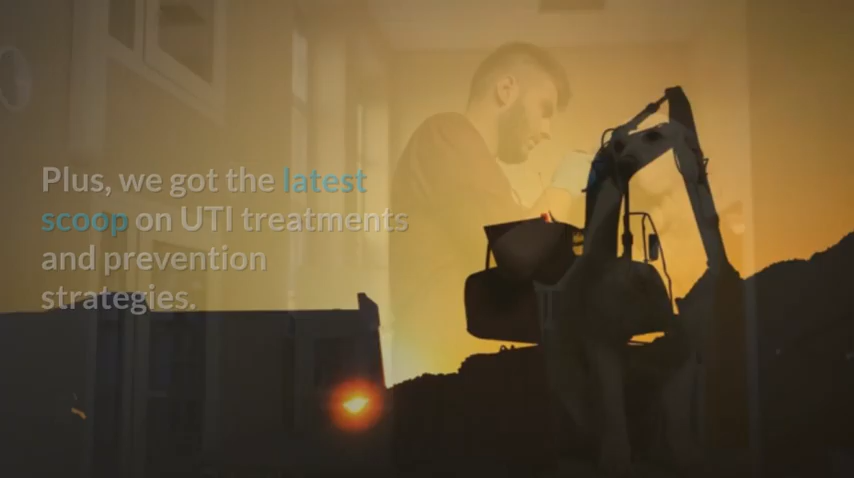 Plus, we got the latest
scoop on UTI treatments
and prevention
strategies.